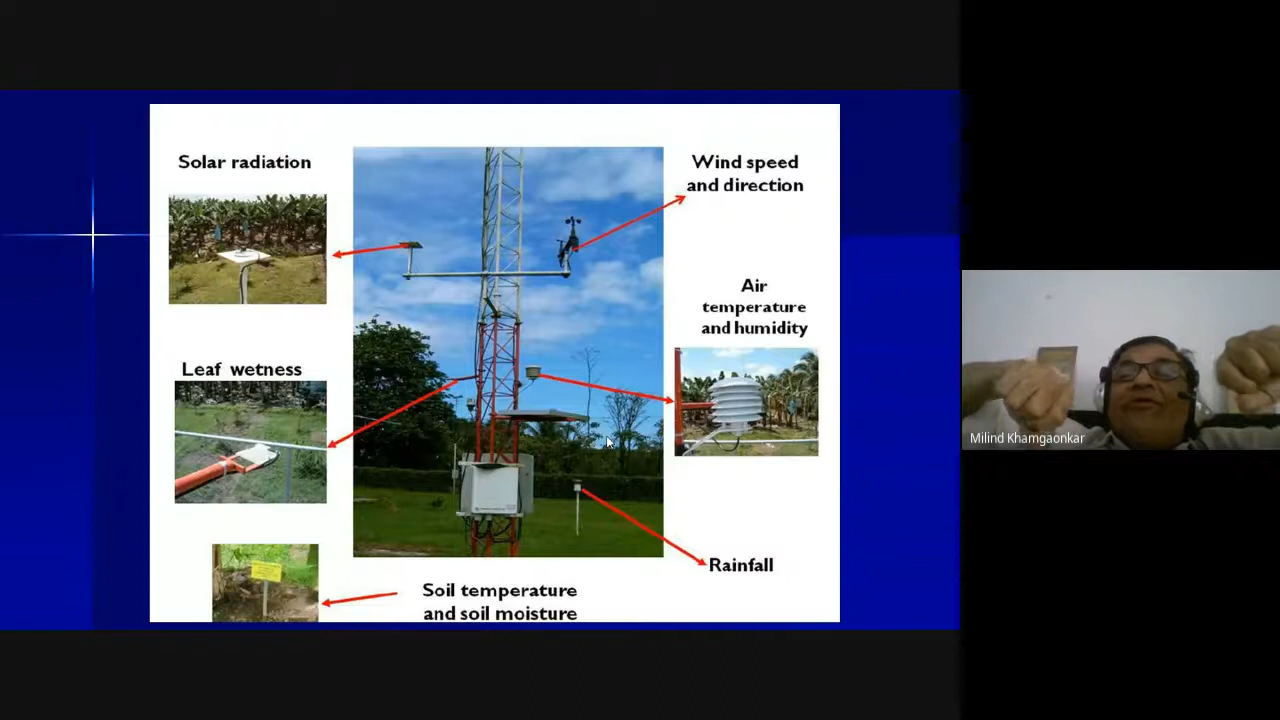 Solar radiation
Wind speed
and direction
Air
temperature
and humidity
Leaf wetness
Rainfall
Soil temperature
and soil moisture
Milind Khamgaonkar